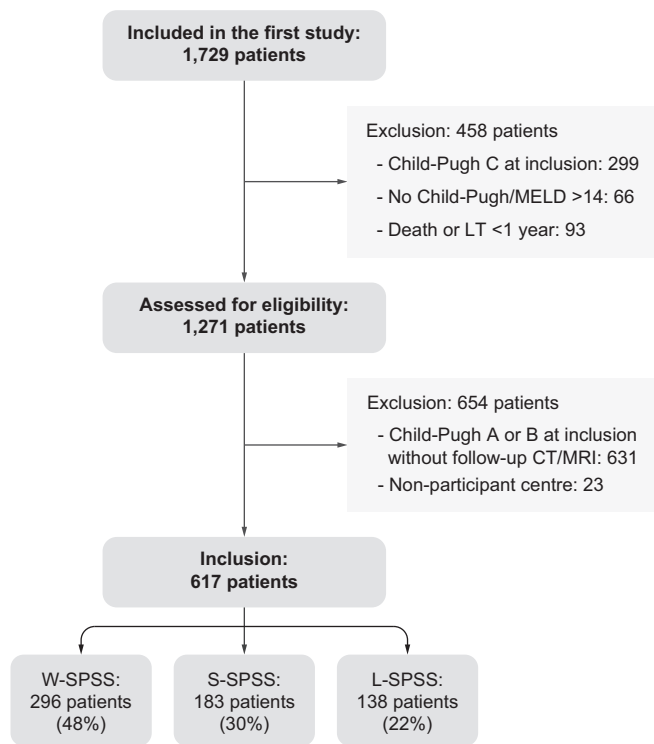 Included in the first study:
1,729 patients
Exclusion: 458 patients
- Child-Pugh C at inclusion: 299
- No Child-Pugh/MELD >14: 66
- Death or LT <1 year: 93
Assessed for eligibility:
1,271 patients
Exclusion: 654 patients
- Child-Pugh A or B at inclusion
without follow-up CT/MRI: 631
- Non-participant centre: 23
Inclusion:
617 patients
W-SPSS:
296 patients
(48%)
S-SPSS:
183 patients
(30%)
L-SPSS:
138 patients
(22%)